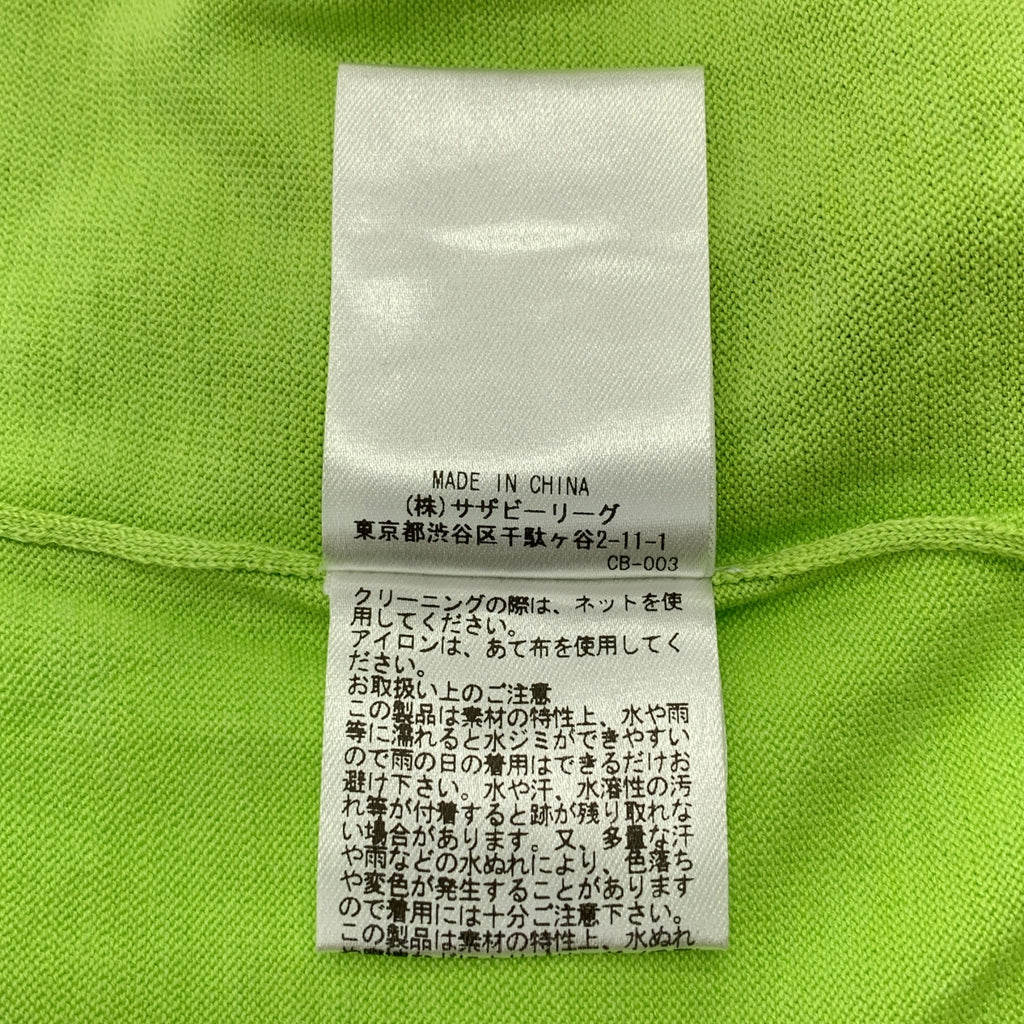 MADE IN CHINA
(株)サザビーリーグ
東京都渋谷区千駄ヶ谷2-11-1
CB-003
クリーニングの際は、ネットを使
用してください。
アイロンは、あて布を使用してく
ださい。
お取扱い上のご注意
この製品は素材の特性上、水や雨
等に濡れると水ジミができやすい
ので雨の日の着用はできるだけお
避け下さい。水や汗、水溶性の汚
れ等が付着すると跡が残り取れな
い場合があります。又、多量な汗
や雨などの水ぬれにより、色落ち
や変色が発生することがあります
ので着用には十分ご注意下さい。
この製品は素材の特性上、水ぬれ